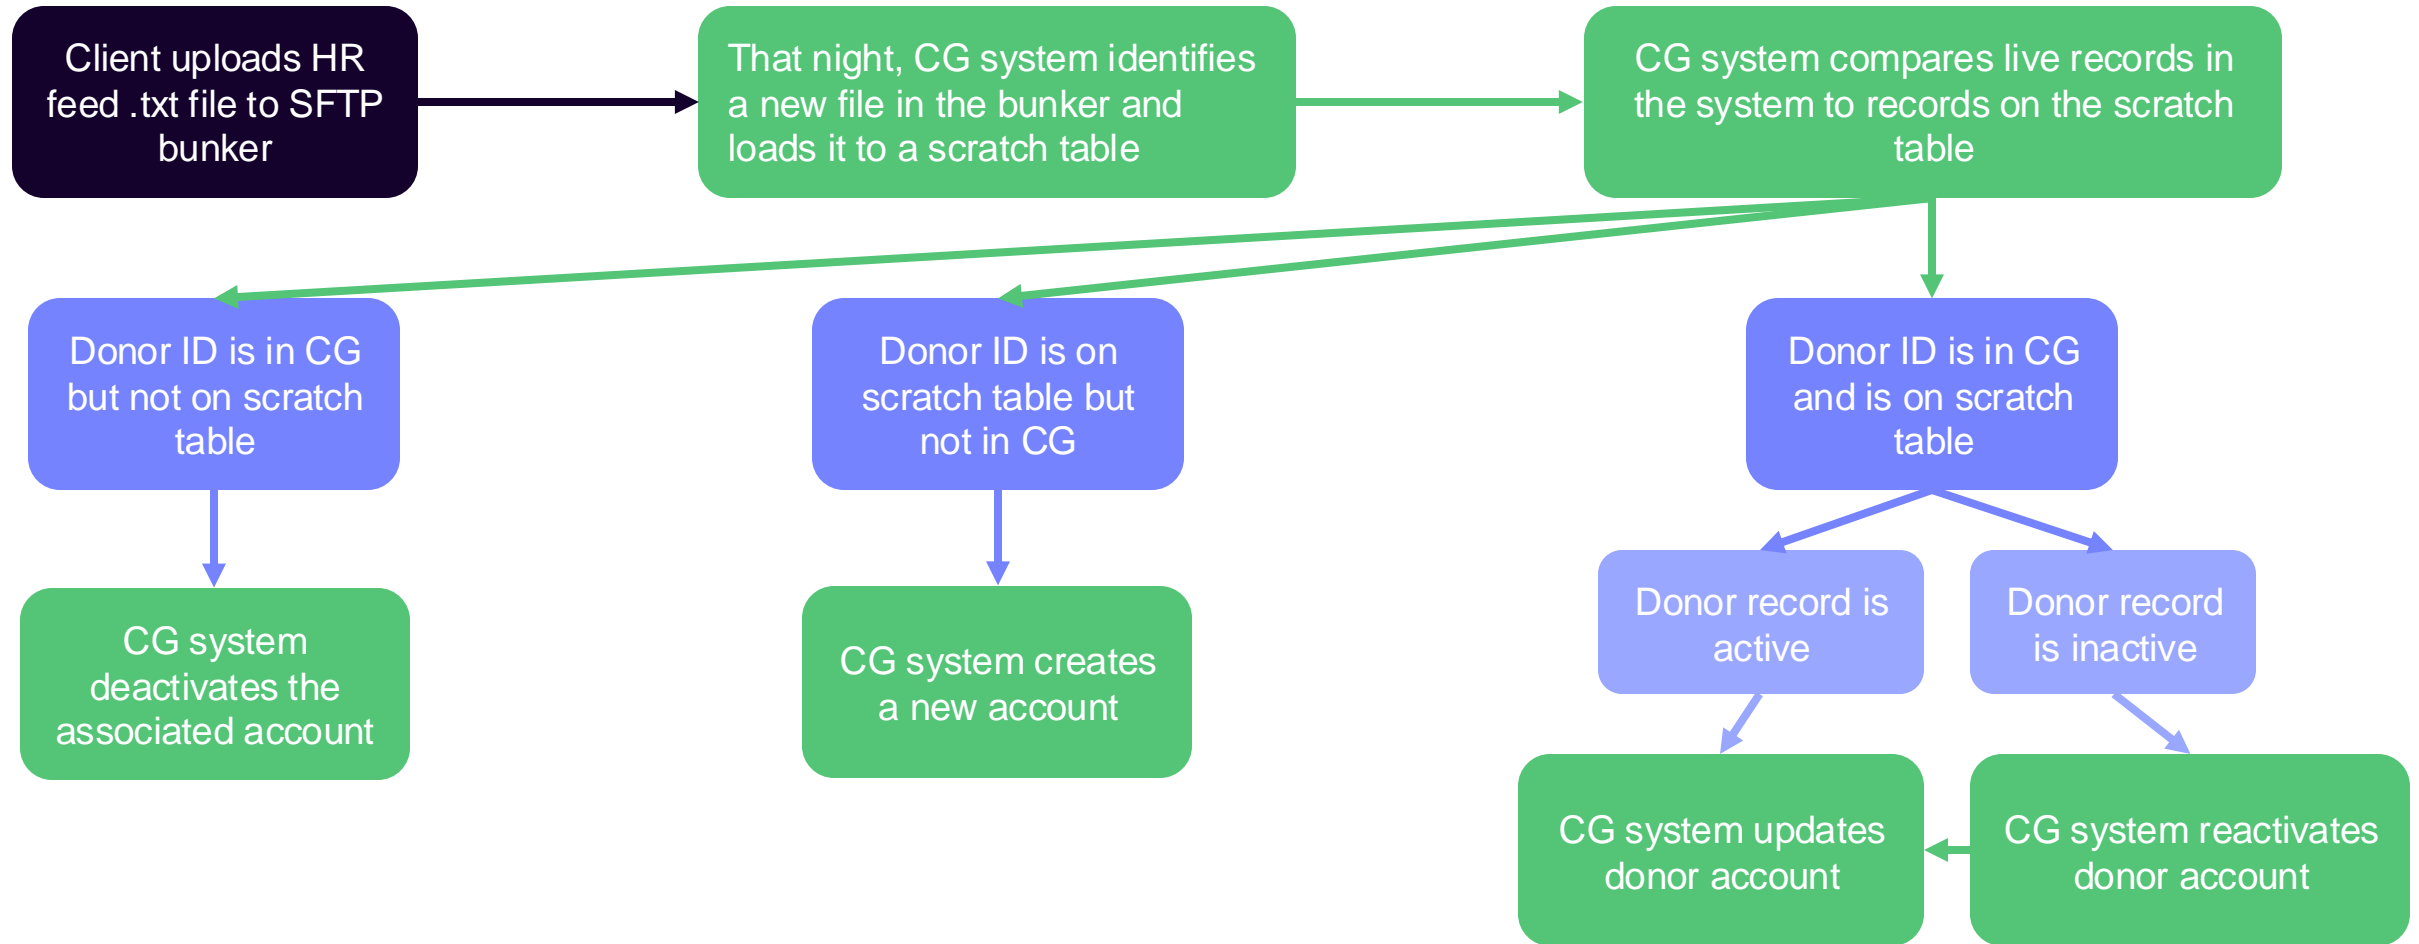 Client uploads HR
feed .txt file to SFTP
bunker
That night, CG system identifies
a new file in the bunker and
loads it to a scratch table
CG system compares live records in
the system to records on the scratch
table
Donor ID is in CG
but not on scratch
table
Donor ID is on
scratch table but
not in CG
Donor ID is in CG
and is on scratch
table
CG system
deactivates the
associated account
CG system creates
a new account
Donor record is
active
Donor record
is inactive
CG system updates
donor account
CG system reactivates
donor account